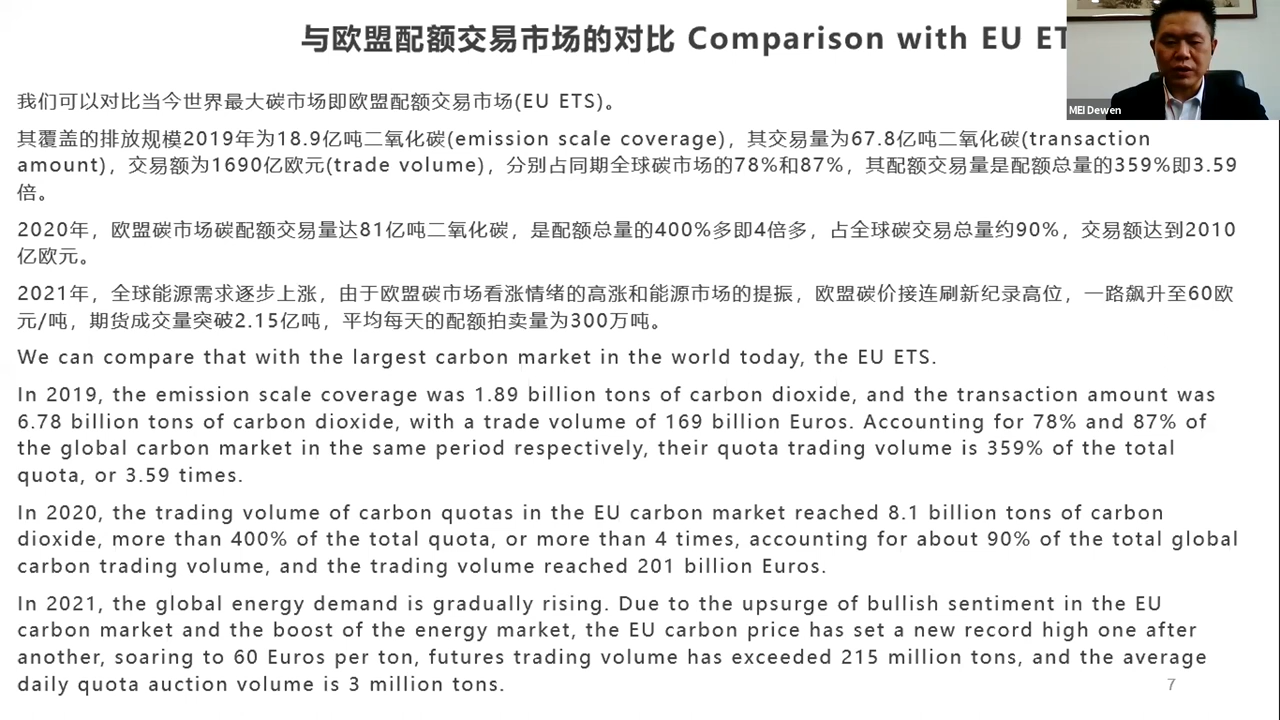 与欧盟配额交易市场的对比 Comparison with EU
MEI Dewen
我们可以对比当今世界最大碳市场即欧盟配额交易市场(EU ETS)。
其覆盖的排放规模2019年为18.9亿吨二氧化碳(emission scale coverage)，其交易量为67.8亿吨二氧化碳(transaction
amount)，交易额为1690亿欧元(trade volume)，分别占同期全球碳市场的78%和87%，其配额交易量是配额总量的359%即3.59
倍。
2020年，欧盟碳市场碳配额交易量达81亿吨二氧化碳，是配额总量的400%多即4倍多，占全球碳交易总量约90%，交易额达到2010
亿欧元。
2021年，全球能源需求逐步上涨，由于欧盟碳市场看涨情绪的高涨和能源市场的提振，欧盟碳价接连刷新纪录高位，一路飙升至60欧
元/吨，期货成交量突破2.15亿吨，平均每天的配额拍卖量为300万吨。
We can compare that with the largest carbon market in the world today, the EU ETS.
In 2019, the emission scale coverage was 1.89 billion tons of carbon dioxide, and the transaction amount was
6.78 billion tons of carbon dioxide, with a trade volume of 169 billion Euros. Accounting for 78% and 87% of
the global carbon market in the same period respectively, their quota trading volume is 359% of the total
quota, or 3.59 times.
In 2020, the trading volume of carbon quotas in the EU carbon market reached 8.1 billion tons of carbon
dioxide, more than 400% of the total quota, or more than 4 times, accounting for about 90% of the total global
carbon trading volume, and the trading volume reached 201 billion Euros.
In 2021, the global energy demand is gradually rising. Due to the upsurge of bullish sentiment in the EU
carbon market and the boost of the energy market, the EU carbon price has set a new record high one after
another, soaring to 60 Euros per ton, futures trading volume has exceeded 215 million tons, and the average
daily quota auction volume is 3 million tons.
7